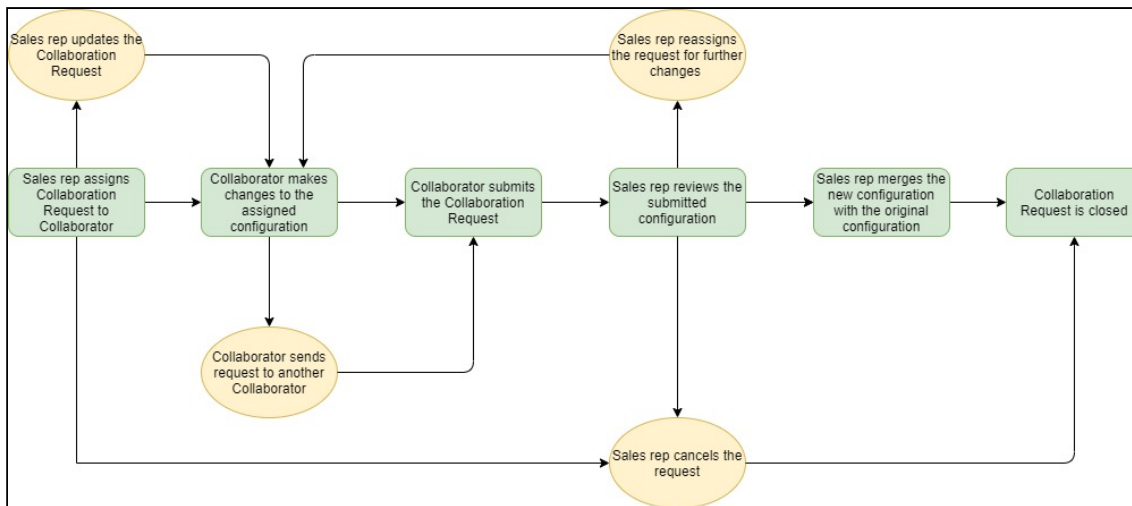 Sales rep updates the
Collaboration
Request
Sales rep reassigns
the request for further
changes
Sales rep assigns
Collaboration
Request to
Collaborator
Collaborator makes
changes to the
assigned
configuration
Collaborator submits
the Collaboration
Request
Sales rep reviews the
submitted
configuration
Sales rep merges the
new configuration
with the original
configuration
Collaboration
Request is closed
Collaborator sends
request to another
Collaborator
Sales rep cancels the
request